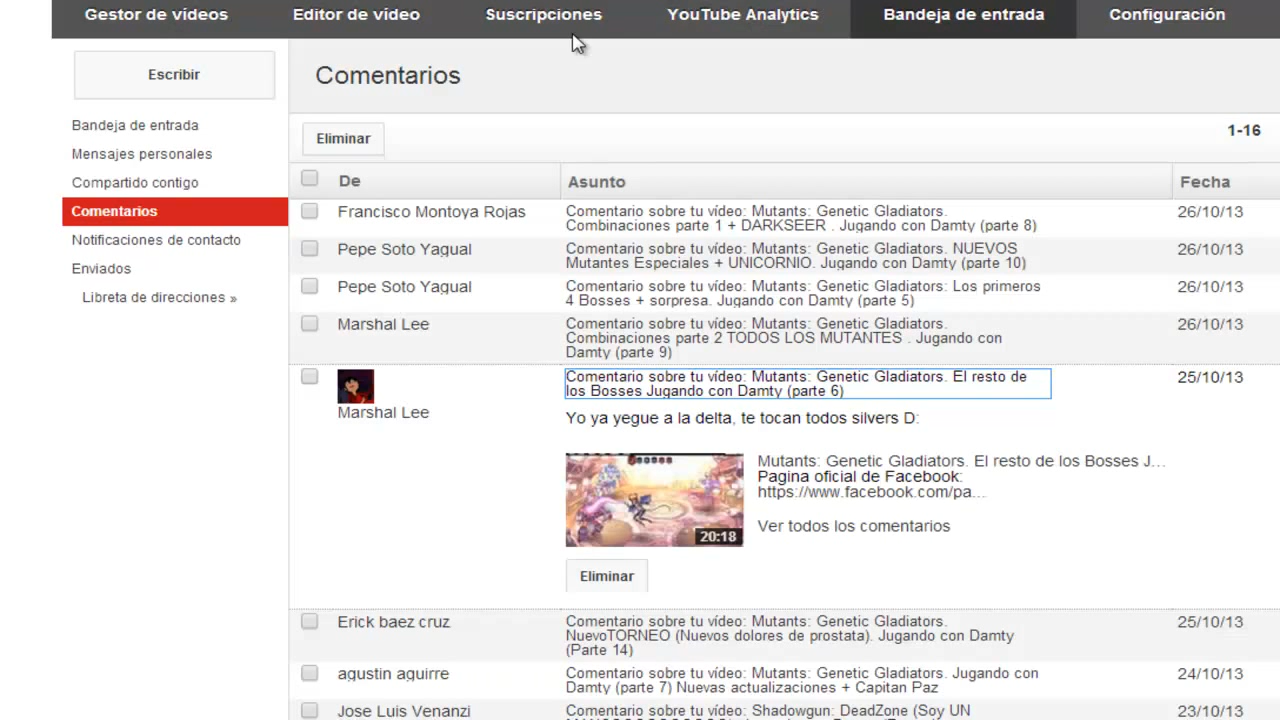 Gestor de vídeos
Editor de vídeo
Suscripciones
YouTube Analytics
Bandeja de entrada
Configuración
Escribir
Comentarios
Bandeja de entrada
Mensajes personales
Compartido contigo
Comentarios
Notificaciones de contacto
Enviados
Libreta de direcciones »
Eliminar
1-16
De
Asunto
Fecha
Francisco Montoya Rojas
Comentario sobre tu vídeo: Mutants: Genetic Gladiators.
Combinaciones parte 1 + DARKSEER . Jugando con Damty (parte 8)
26/10/13
Pepe Soto Yagual
Comentario sobre tu vídeo: Mutants: Genetic Gladiators. NUEVOS
Mutantes Especiales + UNICORNIO. Jugando con Damty (parte 10)
26/10/13
Pepe Soto Yagual
Comentario sobre tu vídeo: Mutants: Genetic Gladiators: Los primeros
4 Bosses + sorpresa. Jugando con Damty (parte 5)
26/10/13
Marshal Lee
Comentario sobre tu vídeo: Mutants: Genetic Gladiators.
Combinaciones parte 2 TODOS LOS MUTANTES . Jugando con
Damty (parte 9)
26/10/13
Marshal Lee
Comentario sobre tu vídeo: Mutants: Genetic Gladiators. El resto de
los Bosses Jugando con Damty (parte 6)
25/10/13
Yo ya yegue a la delta, te tocan todos silvers D:
20:18
Mutants: Genetic Gladiators. El resto de los Bosses J...
Pagina oficial de Facebook:
https://www.facebook.com/pa...
Ver todos los comentarios
Eliminar
Erick baez cruz
Comentario sobre tu vídeo: Mutants: Genetic Gladiators.
NuevoTORNEO (Nuevos dolores de prostata). Jugando con Damty
(Parte 14)
25/10/13
agustin aguirre
Comentario sobre tu vídeo: Mutants: Genetic Gladiators. Jugando con
Damty (parte 7) Nuevas actualizaciones + Capitan Paz
24/10/13
Jose Luis Venanzi
Comentario sobre tu vídeo: Shadowgun: DeadZone (Soy UN
23/10/13